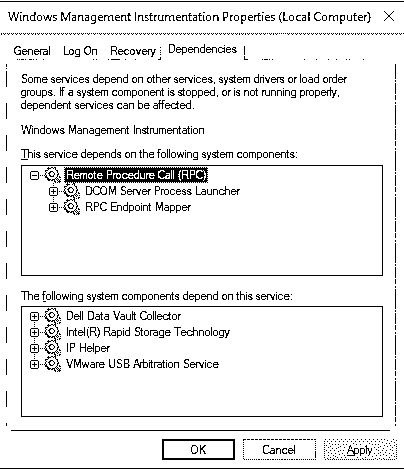 Windows Management Instrumentation Properties (Local Computer)
General Log On Recovery Dependencies
Some services depend on other services, system drivers or load order
groups. If a system component is stopped, or is not running properly,
dependent services can be affected.
Windows Management Instrumentation
This service depends on the following system components:
Remote Procedure Call (RPC)
DCOM Server Process Launcher
RPC Endpoint Mapper
The following system components depend on this service:
Dell Data Vault Collector
Intel(R) Rapid Storage Technology
IP Helper
VMware USB Arbitration Service
OK Cancel Apply